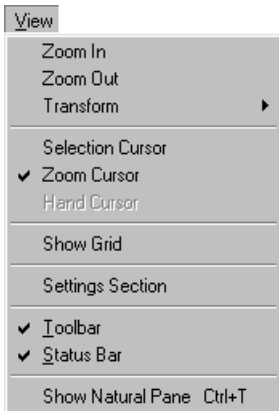 View
Zoom In
Zoom Out
Transform
Selection Cursor
Zoom Cursor
Hand Cursor
Show Grid
Settings Section
Toolbar
Status Bar
Show Natural Pane Ctrl+T